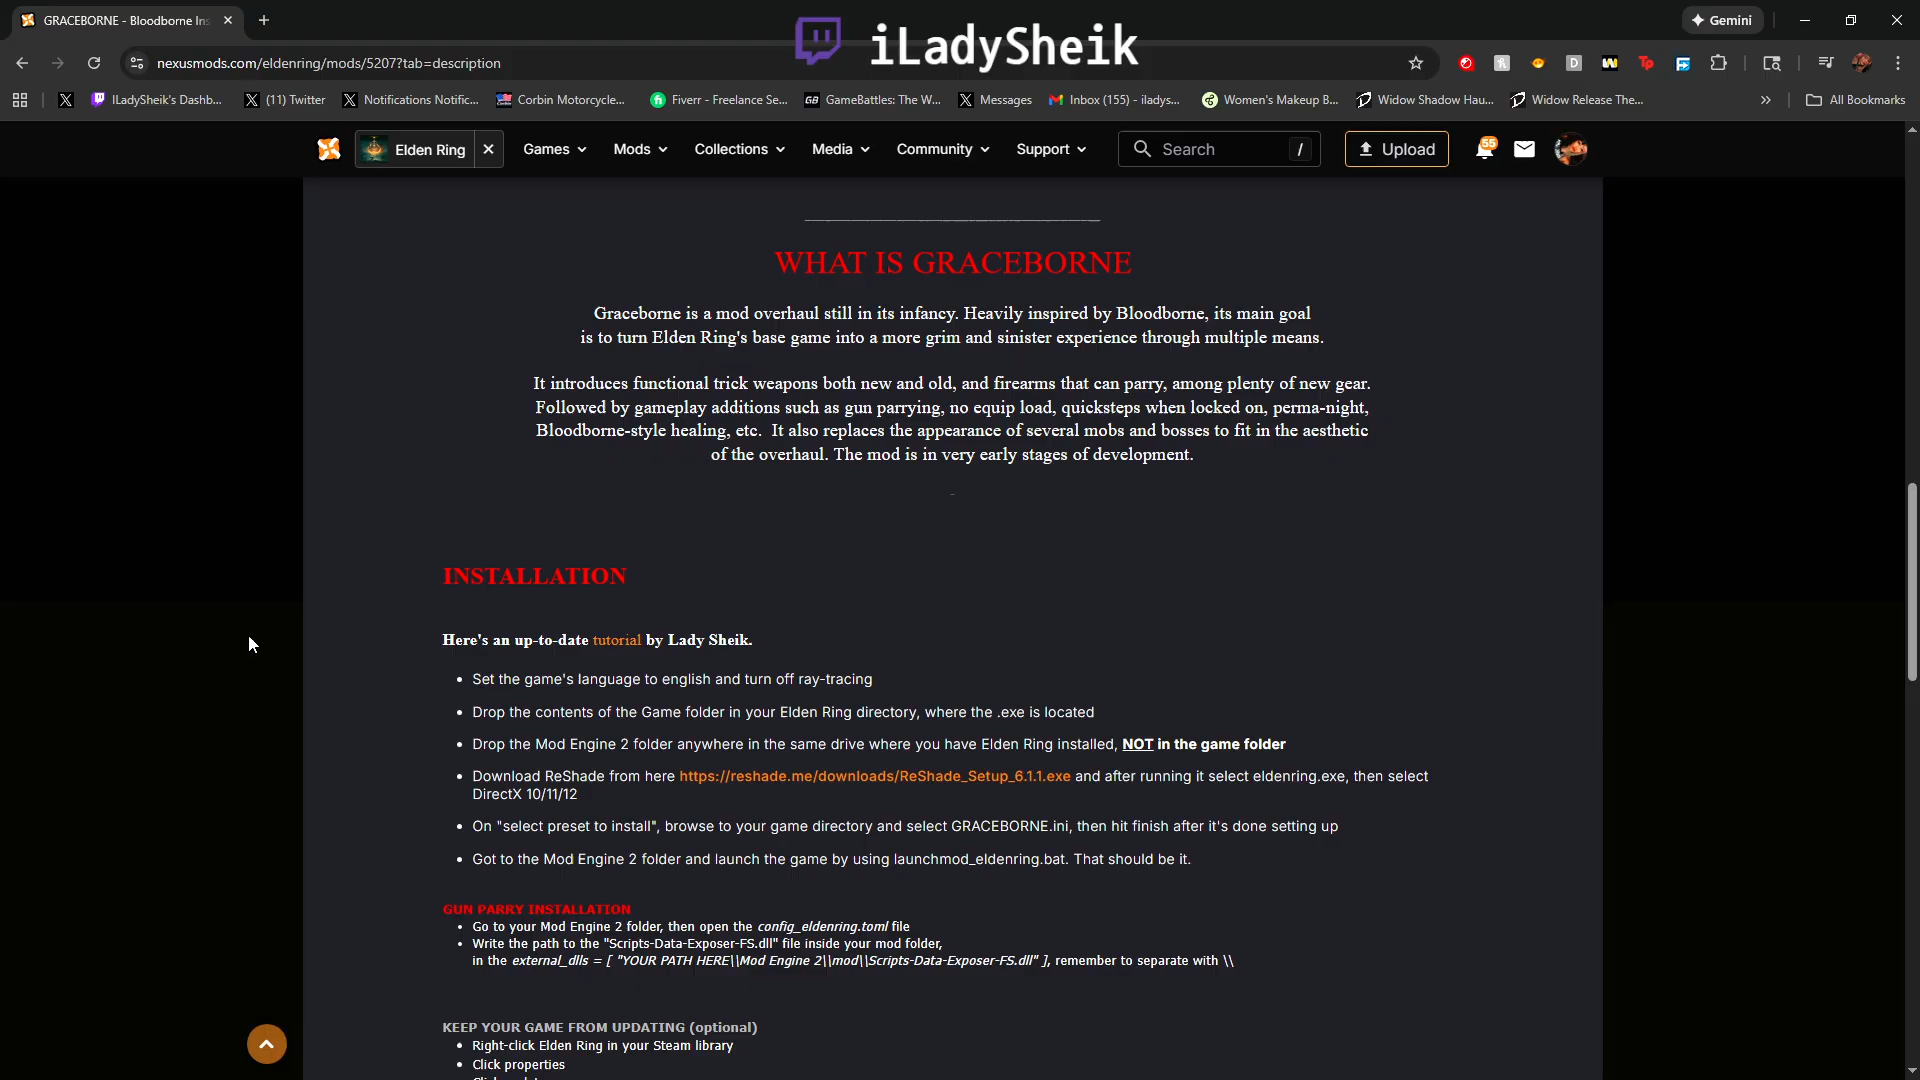 GRACEBORNE - Bloodborne Ins
iLadySheik
Gemini
nexusmods.com/eldenring/mods/5207?tab=description
ILadySheik's Dashb...
(11) Twitter
Notifications Notific...
Corbin Motorcycle...
Fiverr - Freelance Se...
GameBattles: The W...
Messages
Inbox (155) - iladys...
Women's Makeup B...
Widow Shadow Hau...
Widow Release The...
All Bookmarks
Elden Ring
Games
Mods
Collections
Media
Community
Support
Search /
Upload
55
WHAT IS GRACEBORNE
Graceborne is a mod overhaul still in its infancy. Heavily inspired by Bloodborne, its main goal
is to turn Elden Ring's base game into a more grim and sinister experience through multiple means.
It introduces functional trick weapons both new and old, and firearms that can parry, among plenty of new gear.
Followed by gameplay additions such as gun parrying, no equip load, quicksteps when locked on, perma-night,
Bloodborne-style healing, etc. It also replaces the appearance of several mobs and bosses to fit in the aesthetic
of the overhaul. The mod is in very early stages of development.
-
INSTALLATION
Here's an up-to-date tutorial by Lady Sheik.
• Set the game's language to english and turn off ray-tracing
• Drop the contents of the Game folder in your Elden Ring directory, where the .exe is located
• Drop the Mod Engine 2 folder anywhere in the same drive where you have Elden Ring installed, NOT in the game folder
• Download ReShade from here https://reshade.me/downloads/ReShade_Setup_6.1.1.exe and after running it select eldenring.exe, then select
DirectX 10/11/12
• On "select preset to install", browse to your game directory and select GRACEBORNE.ini, then hit finish after it's done setting up
• Got to the Mod Engine 2 folder and launch the game by using launchmod_eldenring.bat. That should be it.
GUN PARRY INSTALLATION
• Go to your Mod Engine 2 folder, then open the config_eldenring.toml file
• Write the path to the "Scripts-Data-Exposer-FS.dll" file inside your mod folder,
in the external_dlls = [ "YOUR PATH HERE\\Mod Engine 2\\mod\\Scripts-Data-Exposer-FS.dll" ], remember to separate with \\
KEEP YOUR GAME FROM UPDATING (optional)
• Right-click Elden Ring in your Steam library
• Click properties